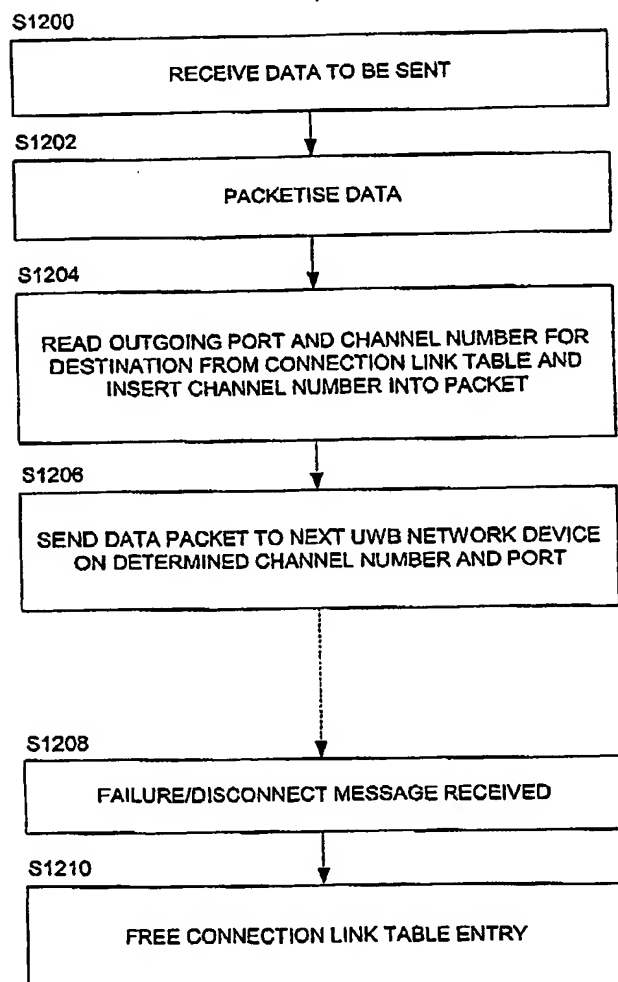 S1200
RECEIVE DATA TO BE SENT
S1202
PACKETISE DATA
S1204
READ OUTGOING PORT AND CHANNEL NUMBER FOR
DESTINATION FROM CONNECTION LINK TABLE AND
INSERT CHANNEL NUMBER INTO PACKET
S1206
SEND DATA PACKET TO NEXT UWB NETWORK DEVICE
ON DETERMINED CHANNEL NUMBER AND PORT
S1208
FAILURE/DISCONNECT MESSAGE RECEIVED
S1210
FREE CONNECTION LINK TABLE ENTRY